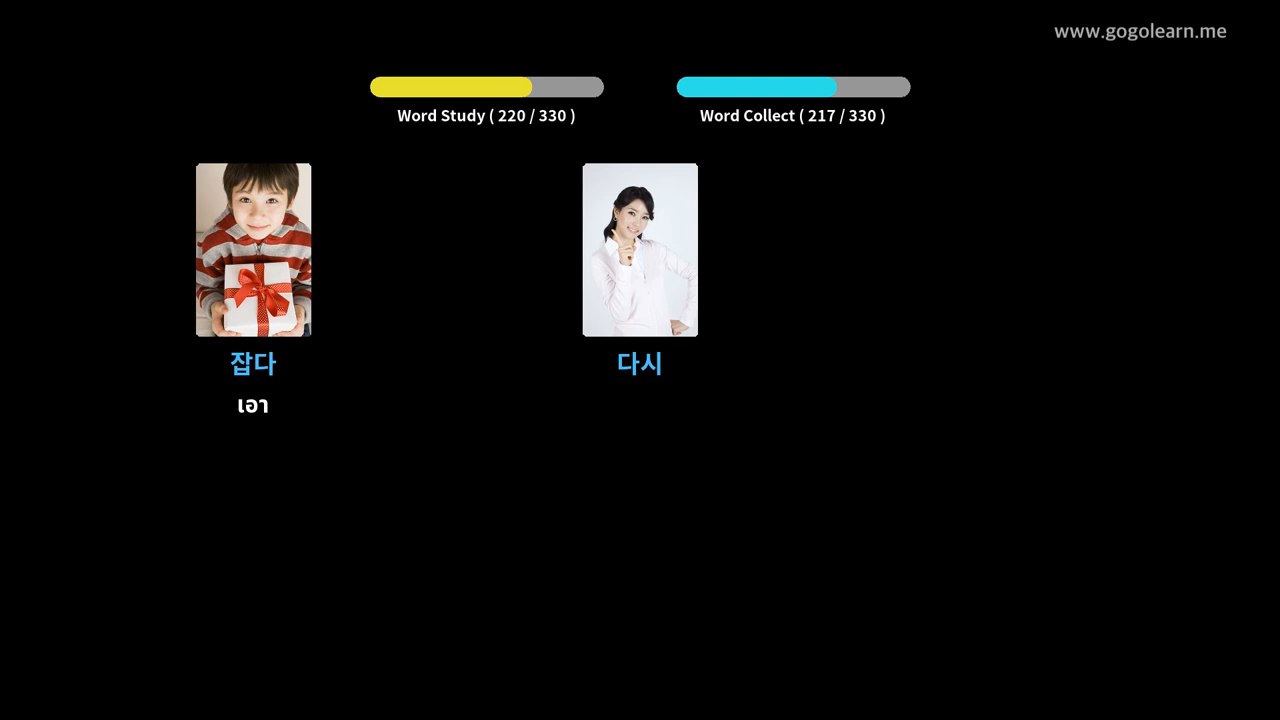 www.gogolearn.me
Word Study ( 220 / 330 )
Word Collect ( 217 / 330 )
잡다
เอา
다시